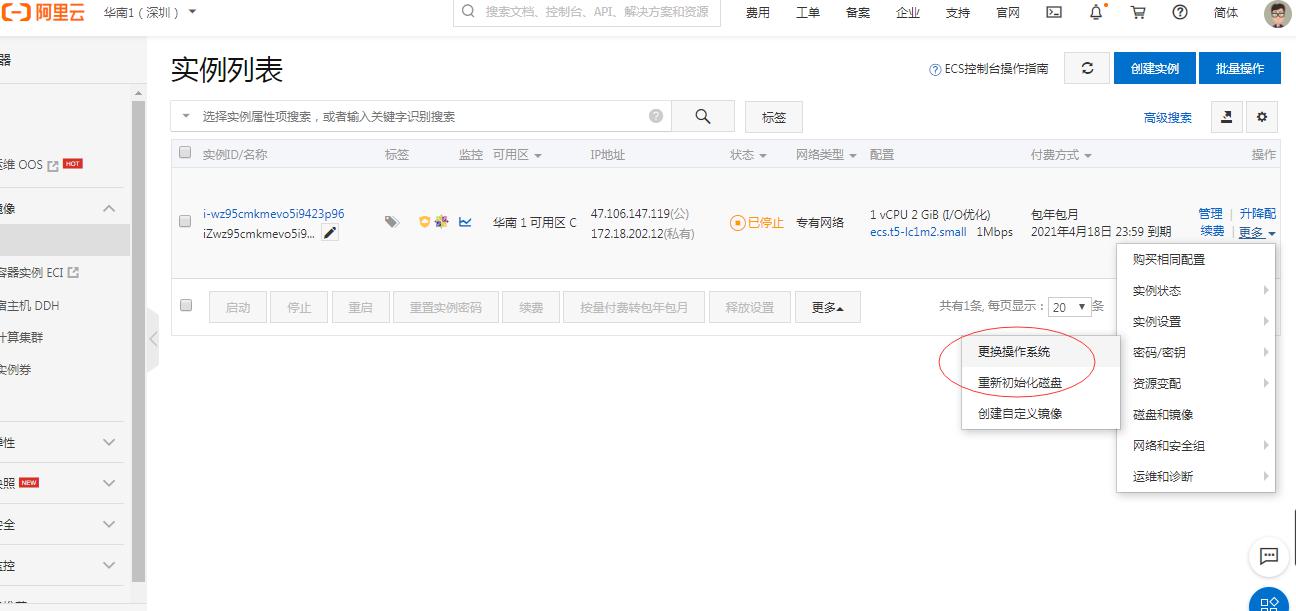 阿里云 华南1（深圳） 搜索文档、控制台、API、解决方案和资源 费用 工单 备案 企业 支持 官网 简体
器
实例列表
ECS控制台操作指南 创建实例 批量操作
选择实例属性项搜索，或者输入关键字识别搜索 标签 高级搜索
实例ID/名称 标签 监控 可用区 IP地址 状态 网络类型 配置 付费方式 操作
运维 OOS HOT
镜像
i-wz95cmkmevo5i9423p96 华南 1 可用区 C 47.106.147.119(公) 已停止 专有网络 1 vCPU 2 GiB (I/O优化) 包年包月 管理 | 升降配
iZwz95cmkmevo5i9... 172.18.202.12(私有) ecs.t5-lc1m2.small 1Mbps 2021年4月18日 23:59 到期 续费 | 更多
容器实例 ECI
宿主机 DDH
计算集群
实例券
启动 停止 重启 重置实例密码 续费 按量付费转包年包月 释放设置 更多 共有1条, 每页显示： 20 条
购买相同配置
实例状态
实例设置
密码/密钥
资源变配
磁盘和镜像
网络和安全组
运维和诊断
更换操作系统
重新初始化磁盘
创建自定义镜像
弹性
快照 NEW
安全
监控